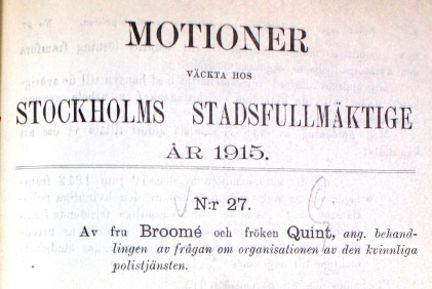 MOTIONER
VÄCKTA HOS
STOCKHOLMS STADSFULLMÄKTIGE
ÅR 1915.
N:r 27.
Av fru Broomé och fröken Quint, ang. behand-
lingen av frågan om organisationen av den kvinnliga
polistjänsten.